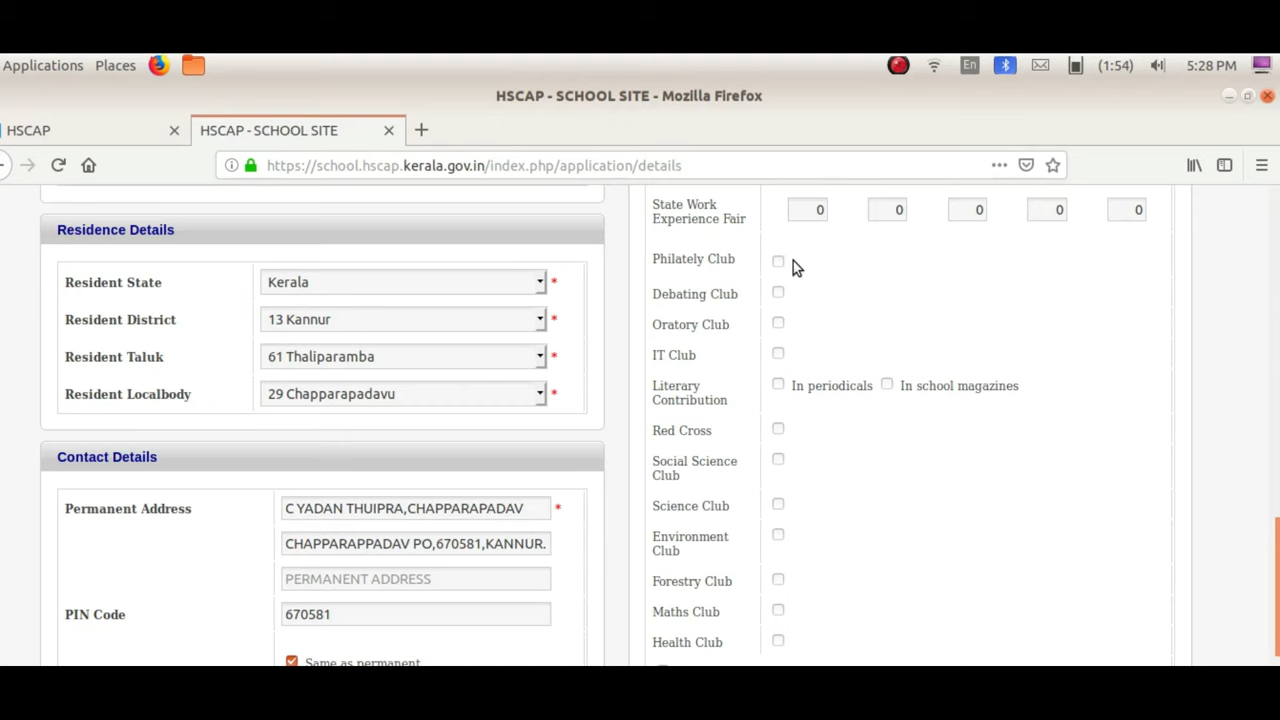 Applications Places En (1:54) 5:28 PM
HSCAP - SCHOOL SITE - Mozilla Firefox
HSCAP HSCAP - SCHOOL SITE
https://school.hscap.kerala.gov.in/index.php/application/details
Residence Details
Resident State Kerala *
Resident District 13 Kannur *
Resident Taluk 61 Thaliparamba *
Resident Localbody 29 Chapparapadavu *
Contact Details
Permanent Address C YADAN THUIPRA,CHAPPARAPADAV *
CHAPPARAPPADAV PO,670581,KANNUR.
PERMANENT ADDRESS
PIN Code 670581
Same as permanent
State Work
Experience Fair 0 0 0 0 0
Philately Club
Debating Club
Oratory Club
IT Club
Literary
Contribution In periodicals In school magazines
Red Cross
Social Science
Club
Science Club
Environment
Club
Forestry Club
Maths Club
Health Club